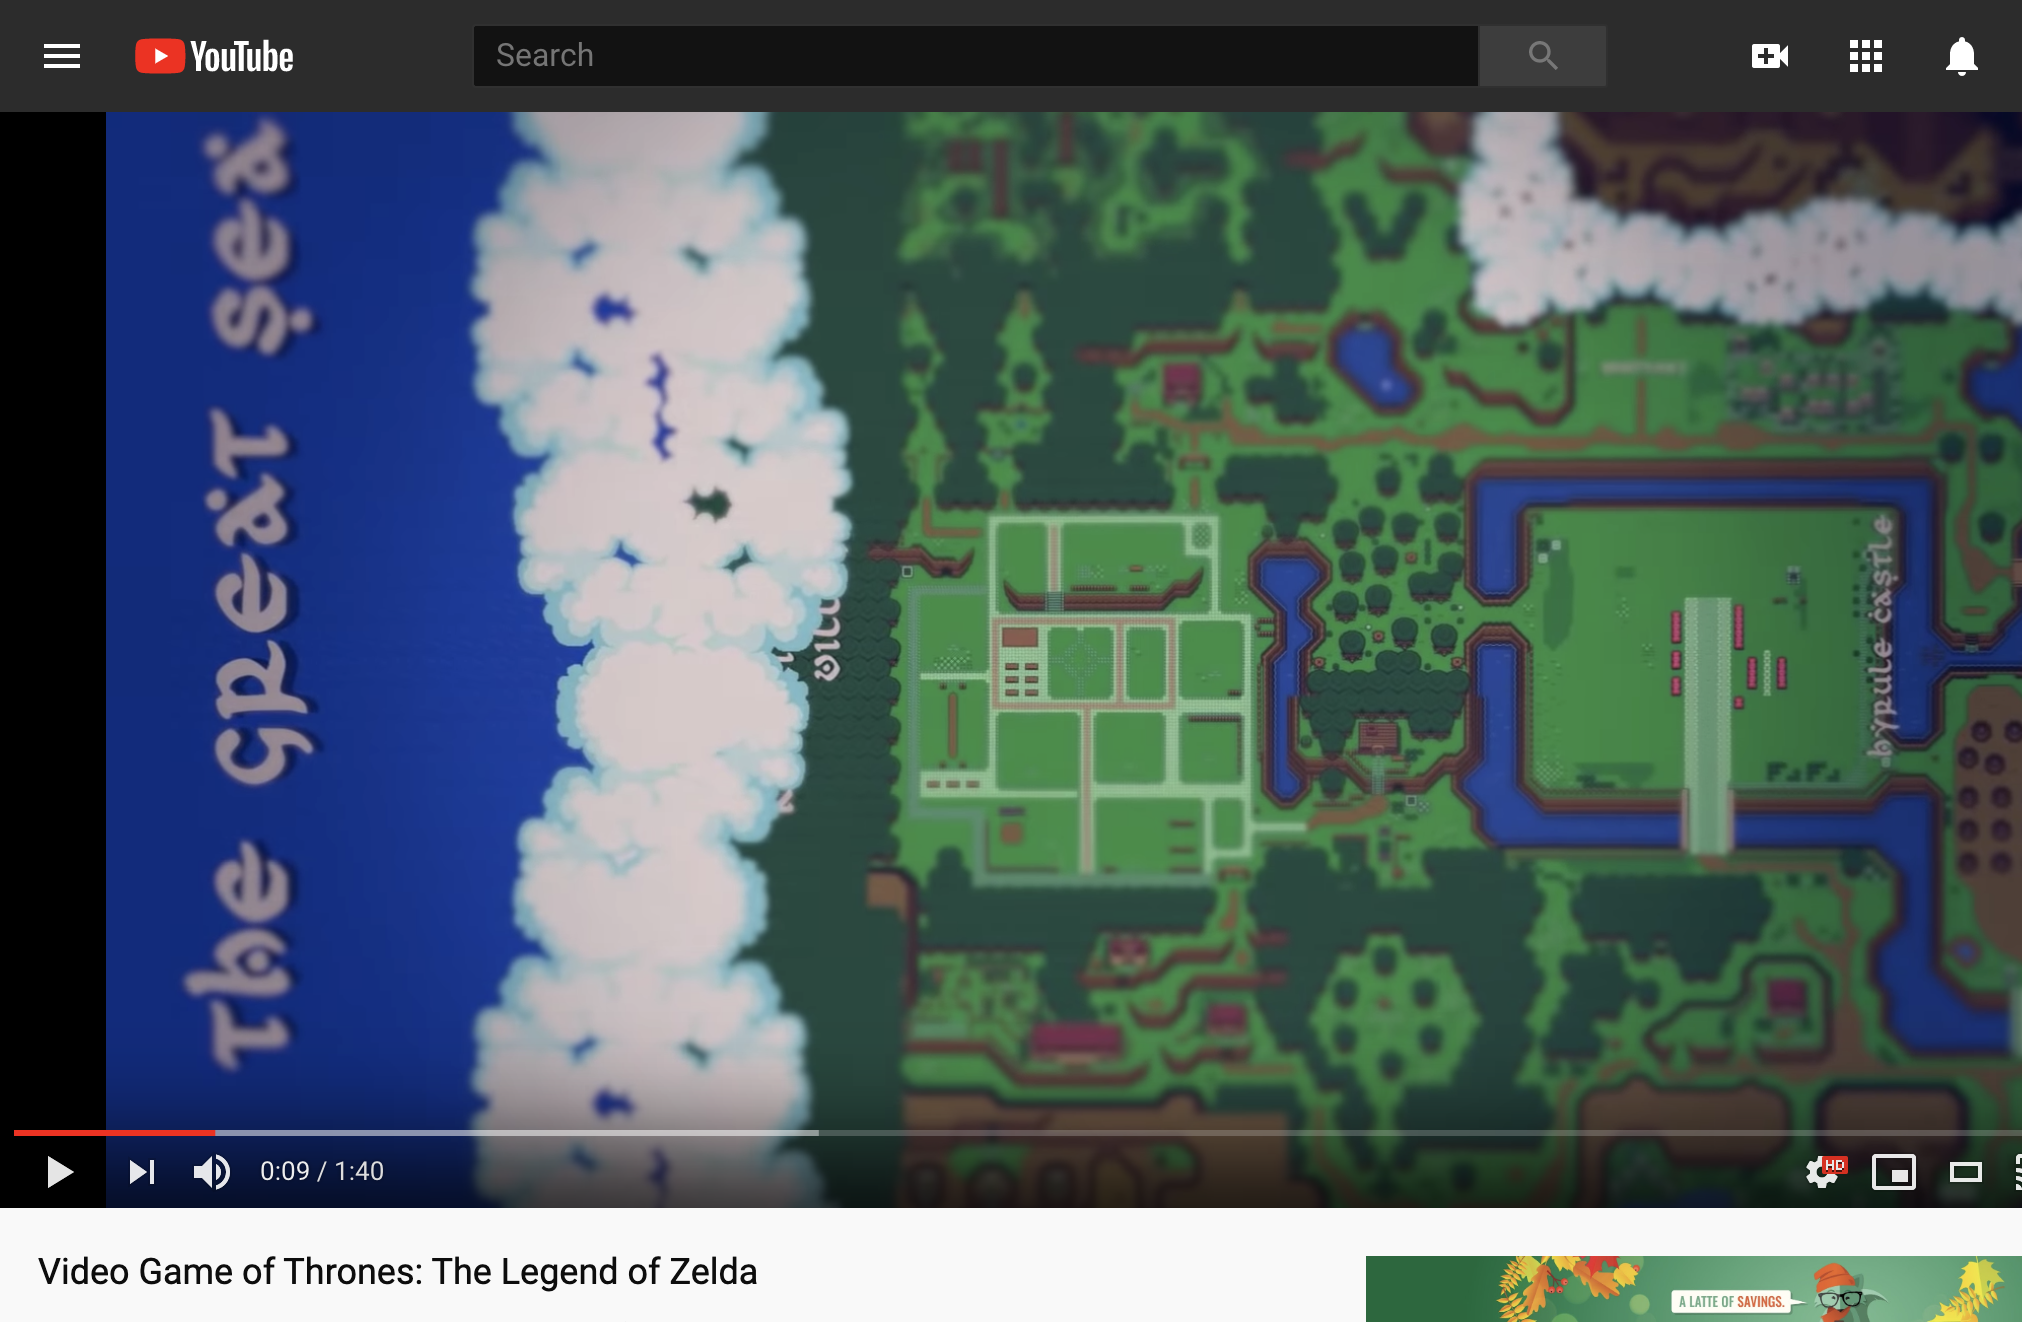 YouTube
Search
The Great Sea
hyrule castle
HD
0:09 / 1:40
Video Game of Thrones: The Legend of Zelda
A LATTE OF SAVINGS.